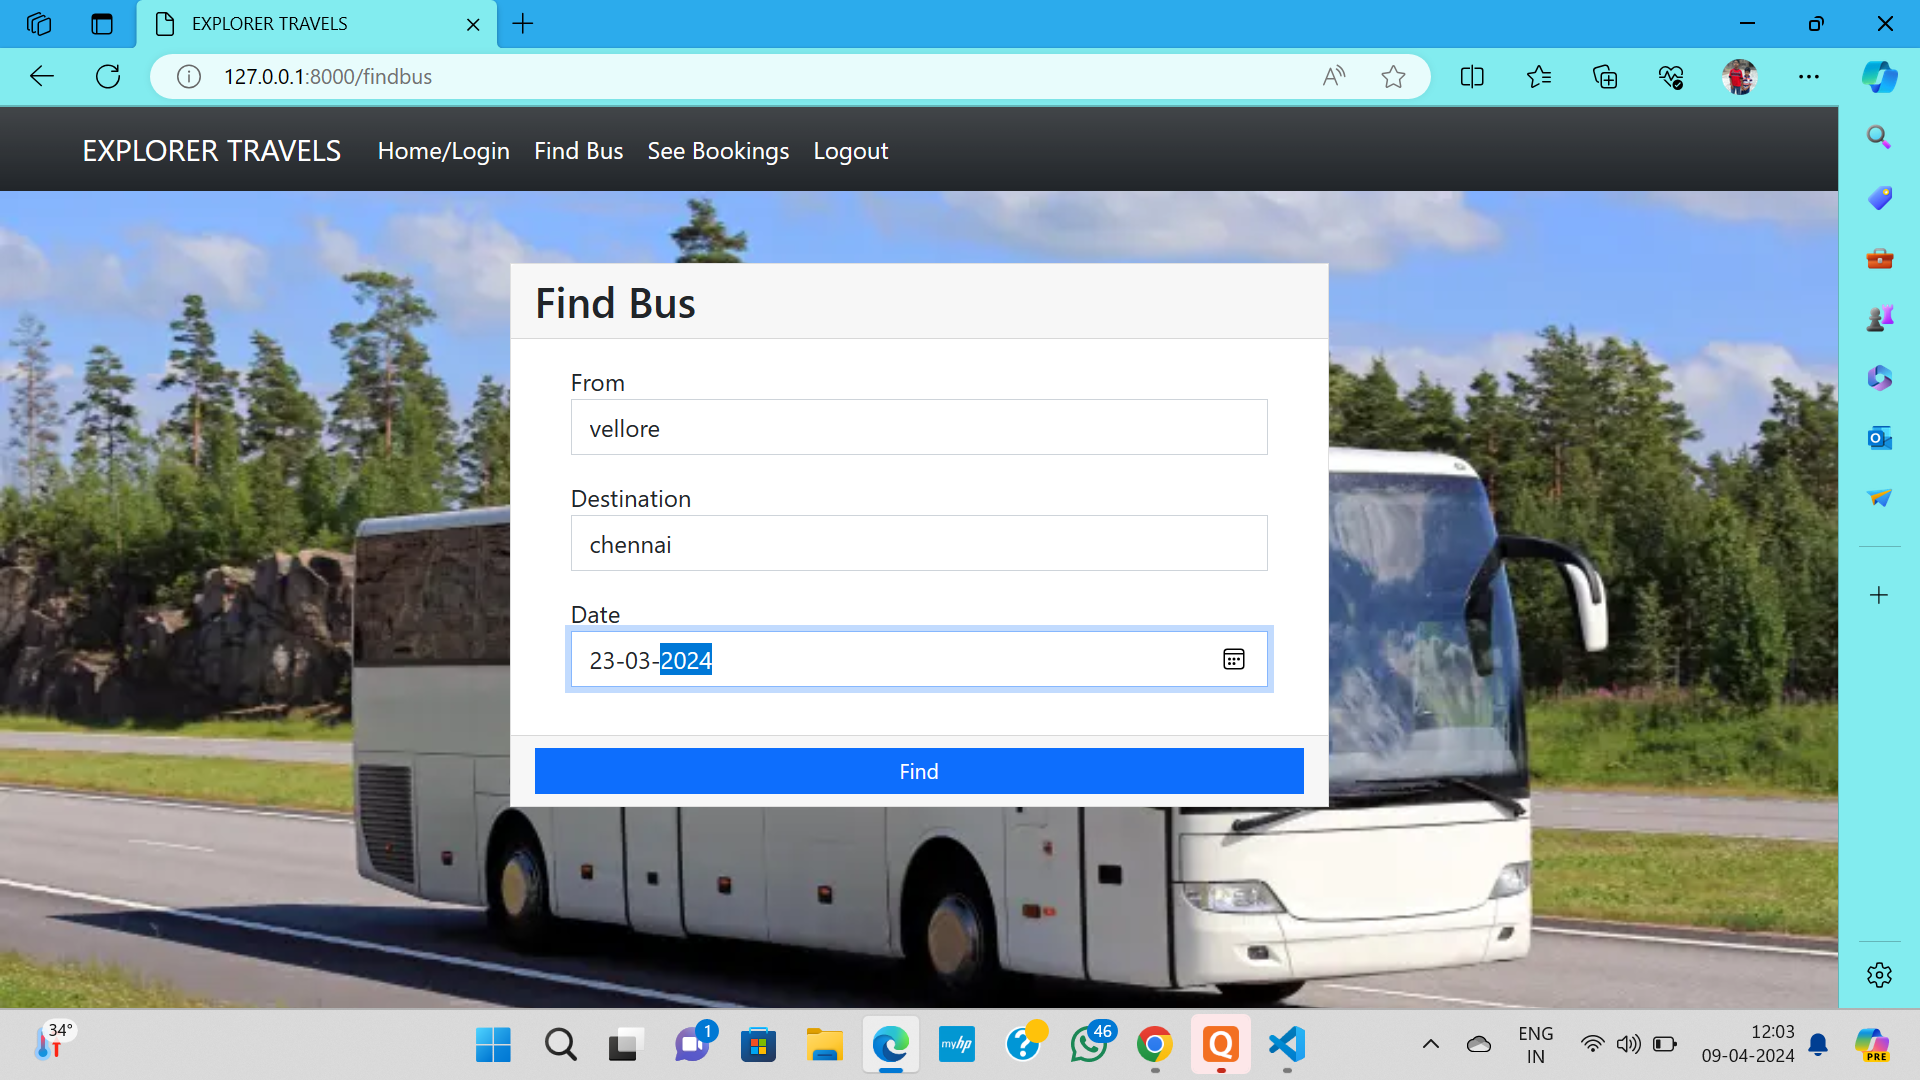 EXPLORER TRAVELS
127.0.0.1:8000/findbus
EXPLORER TRAVELS Home/Login Find Bus See Bookings Logout
Find Bus
From
vellore
Destination
chennai
Date
23-03-2024
Find
34°
1
myhp
?
46
Q
ENG
IN
12:03
09-04-2024
PRE